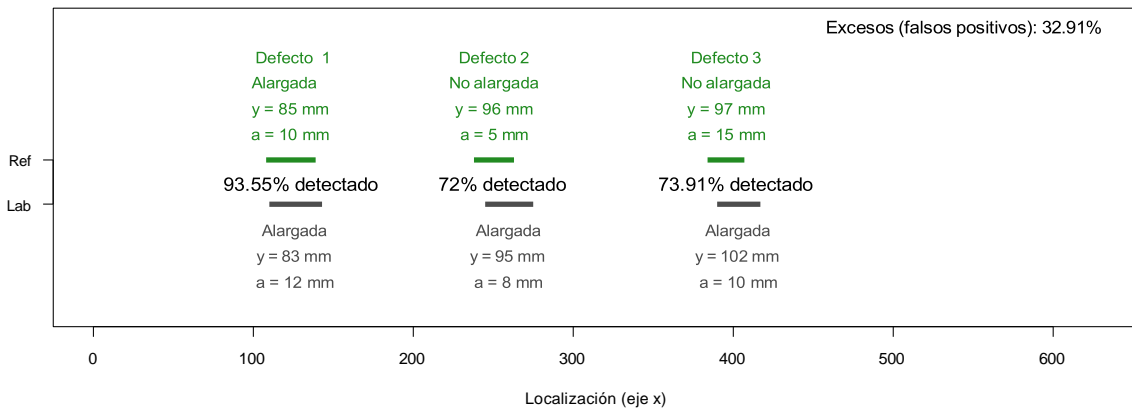 Excesos (falsos positivos): 32.91%
Defecto 1
Defecto 2
Defecto 3
Alargada
No alargada
No alargada
y = 85 mm
y = 96 mm
y = 97 mm
a = 10 mm
a = 5 mm
a = 15 mm
Ref
93.55% detectado
72% detectado
73.91% detectado
Lab
Alargada
Alargada
Alargada
y = 83 mm
y = 95 mm
y = 102 mm
a = 12 mm
a = 8 mm
a = 10 mm
0
100
200
300
400
500
600
Localización (eje x)